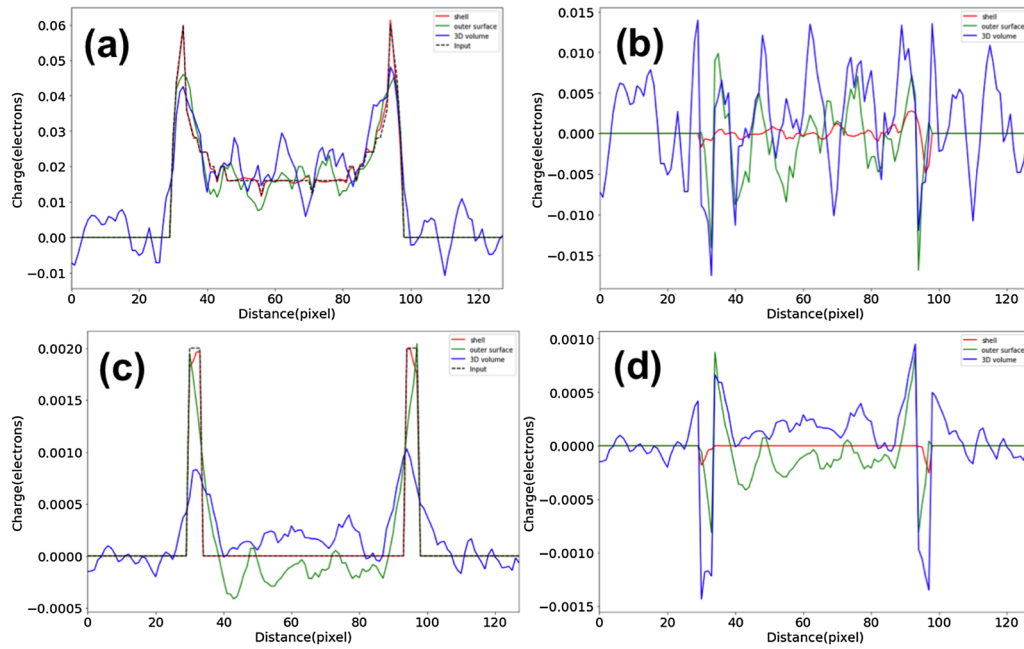 (a)
shell
outer surface
3D volume
Input
Charge(electrons)
0.06
0.05
0.04
0.03
0.02
0.01
0.00
−0.01
0 20 40 60 80 100 120
Distance(pixel)
(b)
shell
outer surface
3D volume
Charge(electrons)
0.015
0.010
0.005
0.000
−0.005
−0.010
−0.015
0 20 40 60 80 100 120
Distance(pixel)
(c)
shell
outer surface
3D volume
Input
Charge(electrons)
0.0020
0.0015
0.0010
0.0005
0.0000
−0.0005
0 20 40 60 80 100 120
Distance(pixel)
(d)
shell
outer surface
3D volume
Charge(electrons)
0.0010
0.0005
0.0000
−0.0005
−0.0010
−0.0015
0 20 40 60 80 100 120
Distance(pixel)